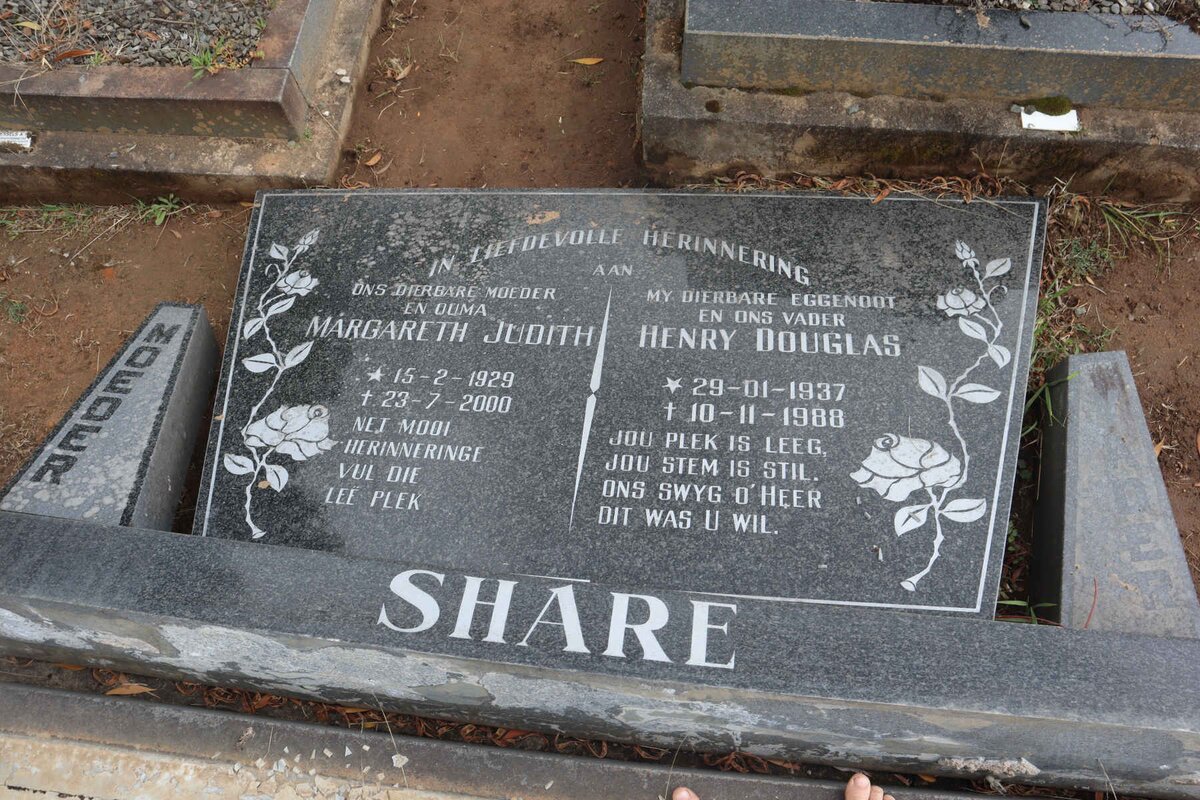 IN LIEFDEVOLLE HERINNERING
AAN
ONS DIERBARE MOEDER
EN OUMA
MARGARETH JUDITH
15-2-1929
† 23-7-2000
NET MOOI
HERINNERINGE
VUL DIE
LEË PLEK
MY DIERBARE EGGENOOT
EN ONS VADER
HENRY DOUGLAS
29-01-1937
† 10-11-1988
JOU PLEK IS LEEG,
JOU STEM IS STIL.
ONS SWYG O'HEER
DIT WAS U WIL.
MOEDER
SHARE